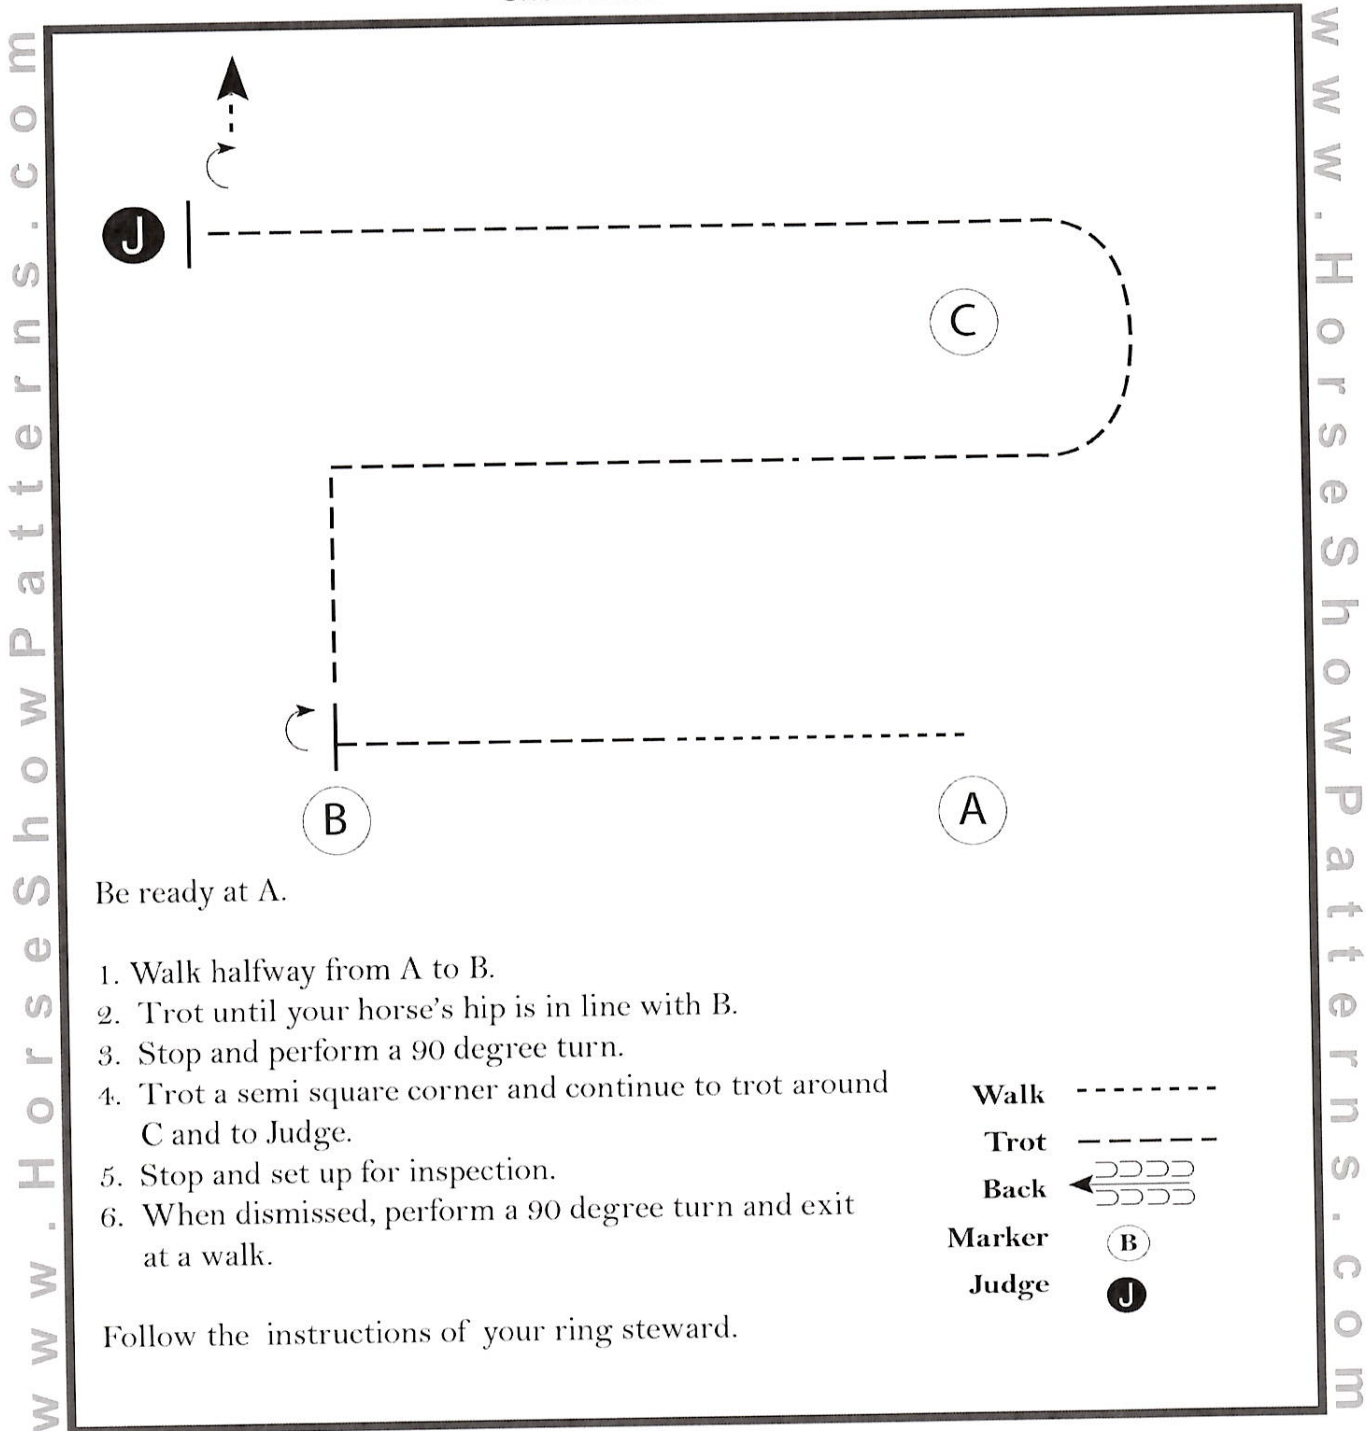 www.HorseShowPatterns.com
www.HorseShowPatterns.com
J
C
B
A
Be ready at A.
1. Walk halfway from A to B.
2. Trot until your horse's hip is in line with B.
3. Stop and perform a 90 degree turn.
4. Trot a semi square corner and continue to trot around
C and to Judge.
5. Stop and set up for inspection.
6. When dismissed, perform a 90 degree turn and exit
at a walk.
Follow the instructions of your ring steward.
Walk
Trot
Back
Marker B
Judge J